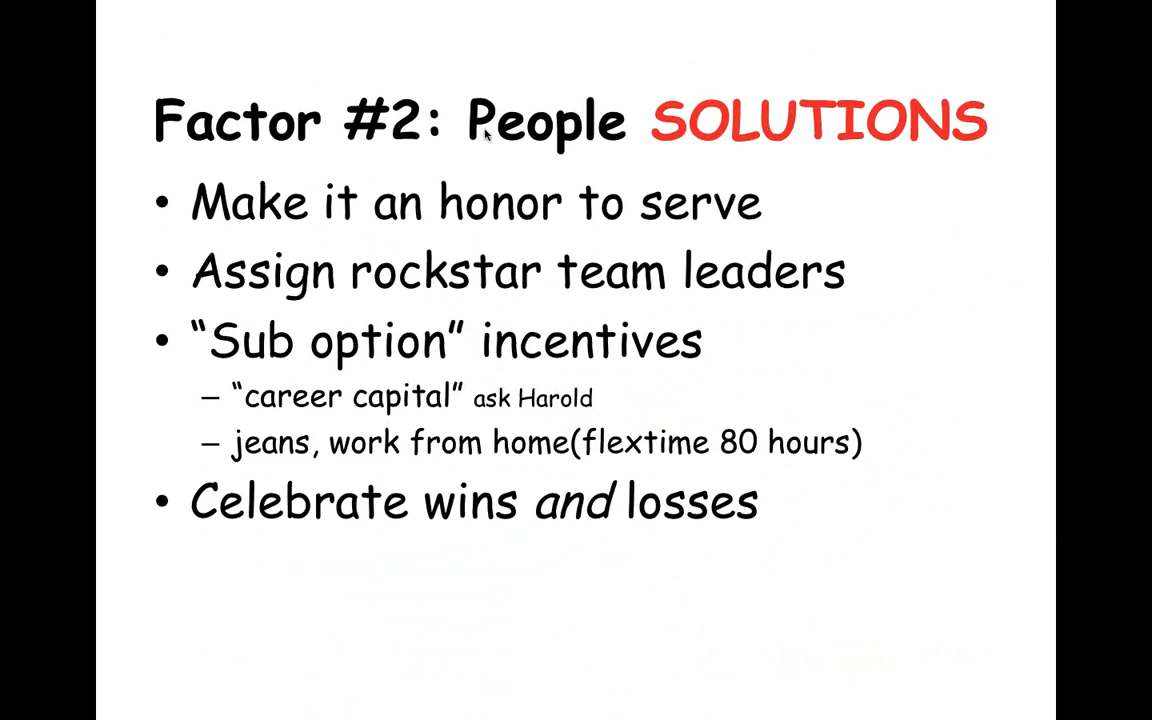 Factor #2: People SOLUTIONS
• Make it an honor to serve
• Assign rockstar team leaders
• “Sub option” incentives
– “career capital” ask Harold
– jeans, work from home(flextime 80 hours)
• Celebrate wins and losses